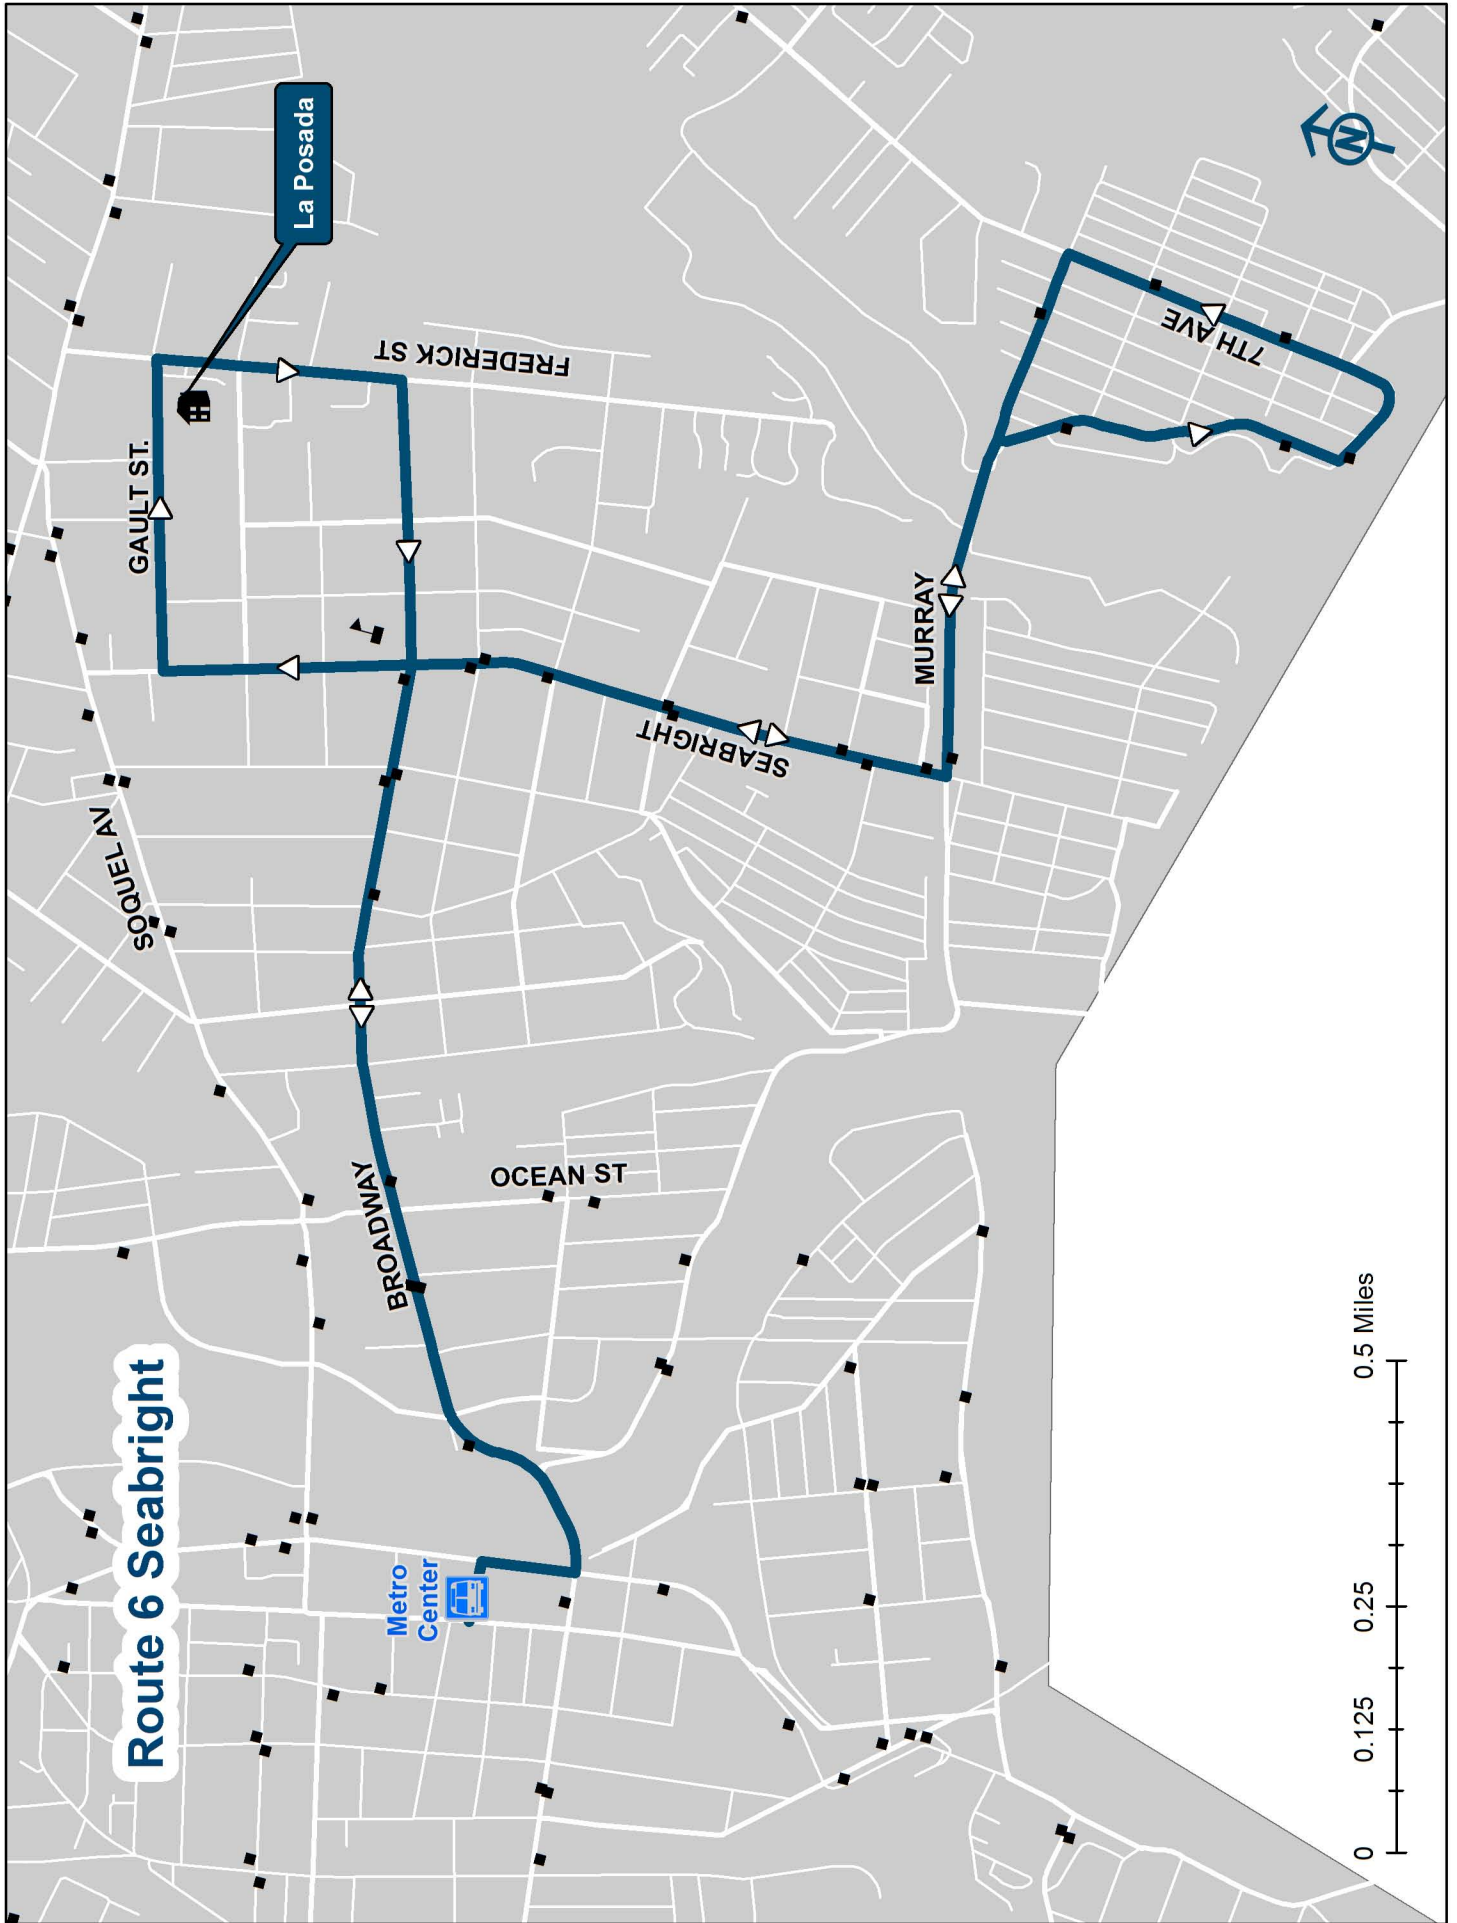 Route 6 Seabright
La Posada
GAULT ST.
FREDERICK ST
SOQUEL AV
SEABRIGHT
MURRAY
7TH AVE
BROADWAY
OCEAN ST
Metro
Center
N
0 0.125 0.25 0.5 Miles